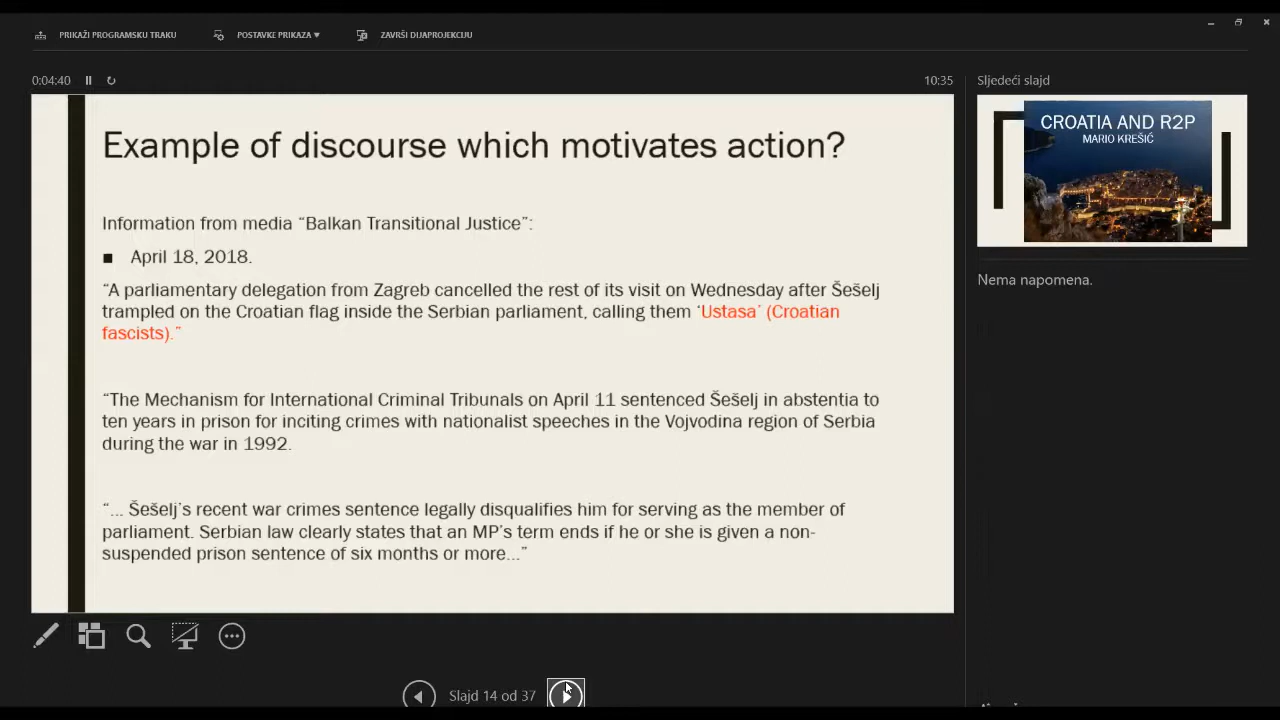 PRIKAŽI PROGRAMSKU TRAKU
POSTAVKE PRIKAZA ▼
ZAVRŠI DIJAPROJEKCIJU
0:04:40
10:35
Sljedeći slajd
Example of discourse which motivates action?
Information from media “Balkan Transitional Justice”:
■ April 18, 2018.
“A parliamentary delegation from Zagreb cancelled the rest of its visit on Wednesday after Šešelj
trampled on the Croatian flag inside the Serbian parliament, calling them ‘Ustasa’ (Croatian
fascists).”
“The Mechanism for International Criminal Tribunals on April 11 sentenced Šešelj in abstentia to
ten years in prison for inciting crimes with nationalist speeches in the Vojvodina region of Serbia
during the war in 1992.
“... Šešelj’s recent war crimes sentence legally disqualifies him for serving as the member of
parliament. Serbian law clearly states that an MP’s term ends if he or she is given a non-
suspended prison sentence of six months or more...”
CROATIA AND R2P
MARIO KREŠIĆ
Nema napomena.
Slajd 14 od 37